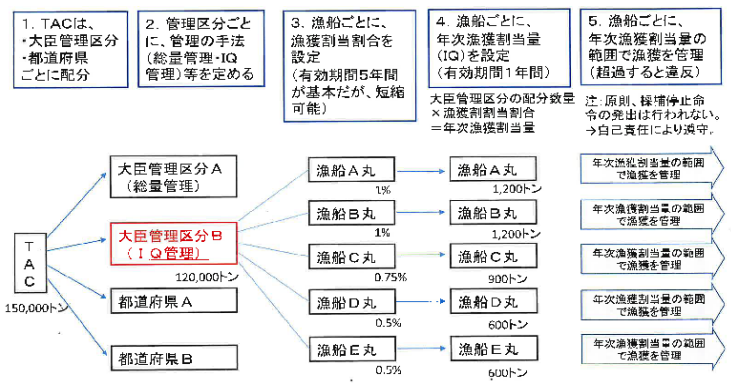 1. TACは、
・大臣管理区分
・都道府県
ごとに配分
2. 管理区分ごと
に、管理の手法
(総量管理・IQ
管理)等を定める
3. 漁船ごとに、
漁獲割当割合を
設定
(有効期間5年間
が基本だが、短縮
可能)
4. 漁船ごとに、
年次漁獲割当量
(IQ)を設定
(有効期間1年間)
大臣管理区分の配分数量
×漁獲割当割合
＝年次漁獲割当量
5. 漁船ごとに、
年次漁獲割当量の
範囲で漁獲を管理
(超過すると違反)
注：原則、採捕停止命
令の発出は行われない。
→自己責任により遵守。
TAC
150,000トン
大臣管理区分A
(総量管理)
大臣管理区分B
(IQ管理)
120,000トン
都道府県A
都道府県B
漁船A丸
1%
漁船B丸
1%
漁船C丸
0.75%
漁船D丸
0.5%
漁船E丸
0.5%
漁船A丸
1,200トン
漁船B丸
1,200トン
漁船C丸
900トン
漁船D丸
600トン
漁船E丸
600トン
年次漁獲割当量の範囲
で漁獲を管理
年次漁獲割当量の範囲
で漁獲を管理
年次漁獲割当量の範囲
で漁獲を管理
年次漁獲割当量の範囲
で漁獲を管理
年次漁獲割当量の範囲
で漁獲を管理